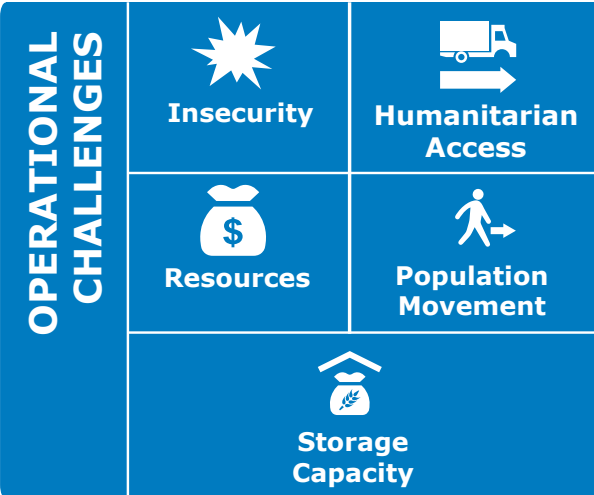 OPERATIONAL
CHALLENGES
Insecurity
Humanitarian
Access
$
Resources
Population
Movement
Storage
Capacity